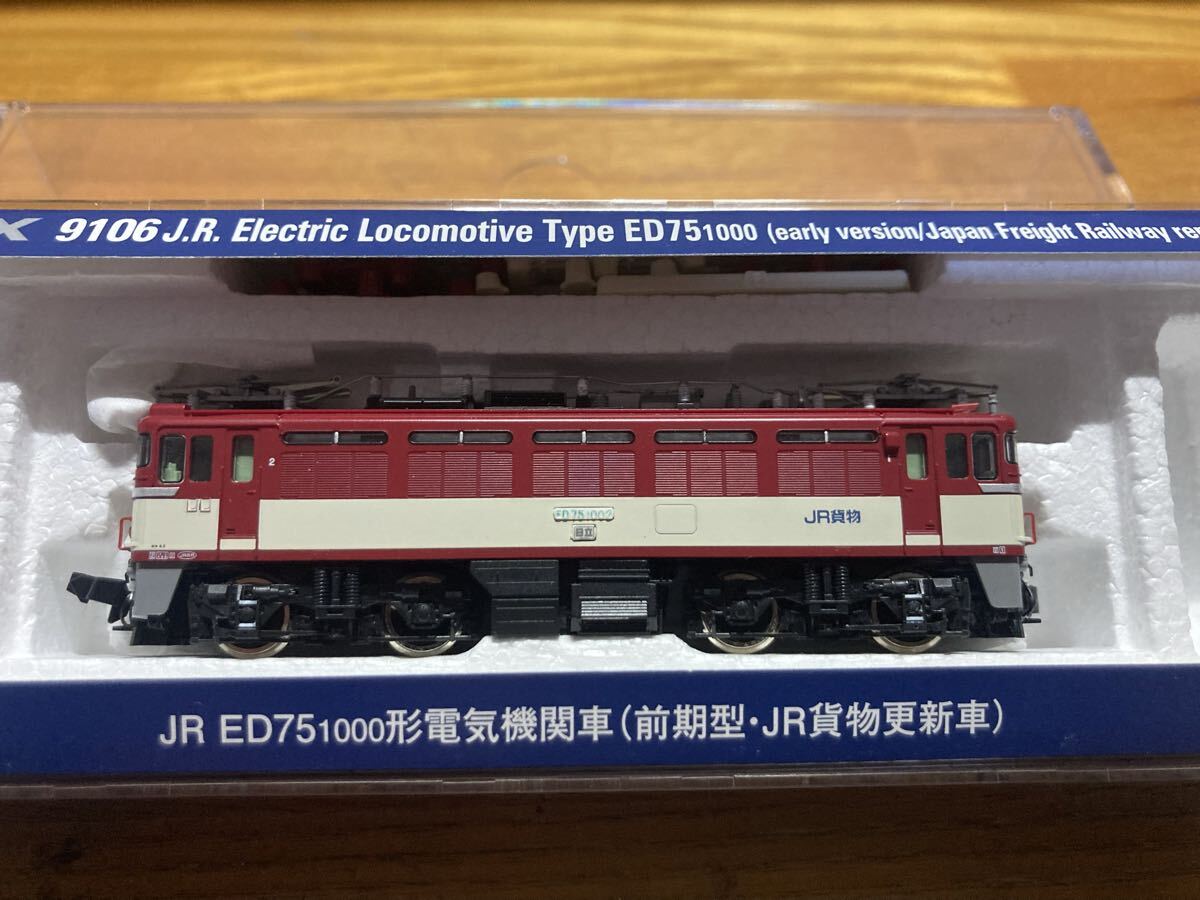 9106 J.R. Electric Locomotive Type ED751000 (early version/Japan Freight Railway
2
ED751002
日立
JR貨物
JR ED751000形電気機関車(前期型・JR貨物更新車)